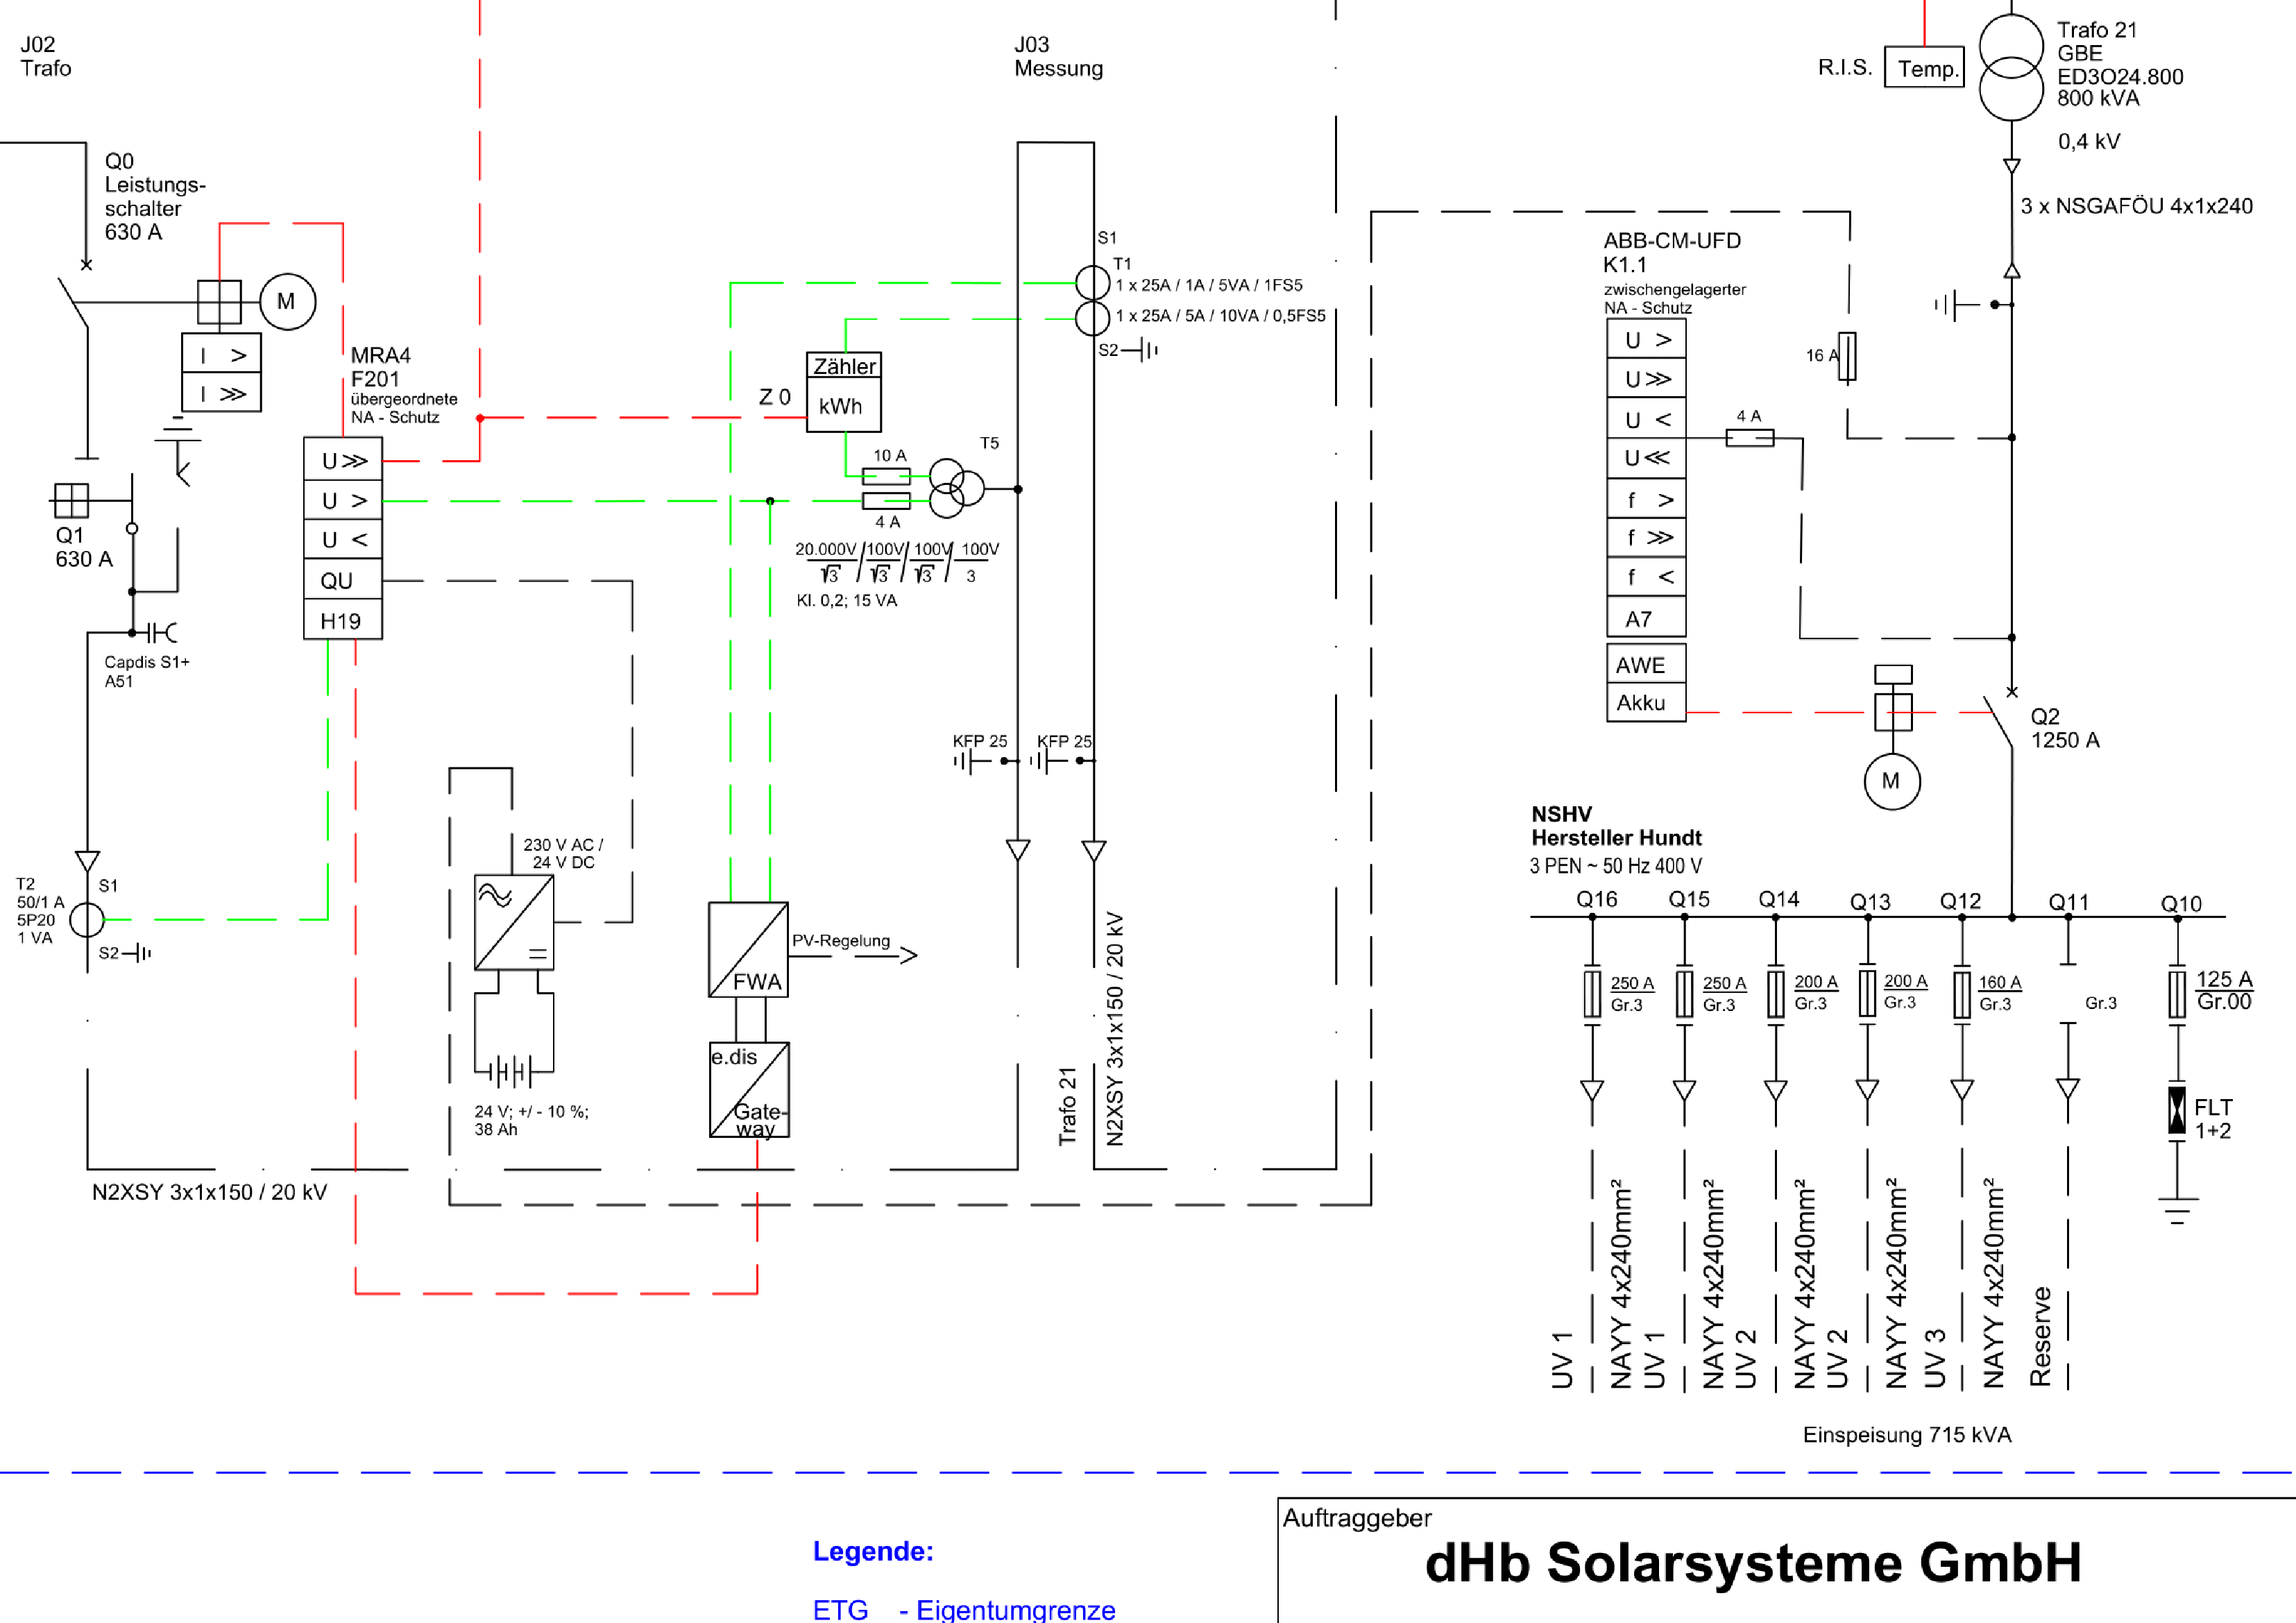 J02
Trafo
Q0
Leistungs-
schalter
630 A
M
I >
I >>
MRA4
F201
übergeordnete
NA - Schutz
U>>
U >
U <
QU
H19
Q1
630 A
Capdis S1+
A51
T2
50/1 A
5P20
1 VA
S1
S2
N2XSY 3x1x150 / 20 kV
230 V AC /
24 V DC
24 V; +/ - 10 %;
38 Ah
J03
Messung
S1
T1
1 x 25A / 1A / 5VA / 1FS5
1 x 25A / 5A / 10VA / 0,5FS5
S2
Zähler
kWh
Z 0
T5
10 A
4 A
20.000V/√3 / 100V/√3 / 100V/√3 / 100V/3
Kl. 0,2; 15 VA
KFP 25
KFP 25
FWA
PV-Regelung
e.dis
Gate-
way
Trafo 21
N2XSY 3x1x150 / 20 kV
R.I.S.
Temp.
Trafo 21
GBE
ED3O24.800
800 kVA
0,4 kV
3 x NSGAFÖU 4x1x240
ABB-CM-UFD
K1.1
zwischengelagerter
NA - Schutz
U >
U>>
U <
U<<
f >
f >>
f <
A7
AWE
Akku
16 A
4 A
Q2
1250 A
M
NSHV
Hersteller Hundt
3 PEN ~ 50 Hz 400 V
Q16
Q15
Q14
Q13
Q12
Q11
Q10
250 A
Gr.3
250 A
Gr.3
200 A
Gr.3
200 A
Gr.3
160 A
Gr.3
Gr.3
125 A
Gr.00
FLT
1+2
UV 1
NAYY 4x240mm²
UV 1
NAYY 4x240mm²
UV 2
NAYY 4x240mm²
UV 2
NAYY 4x240mm²
UV 3
NAYY 4x240mm²
Reserve
Einspeisung 715 kVA
Legende:
ETG - Eigentumgrenze
Auftraggeber
dHb Solarsysteme GmbH